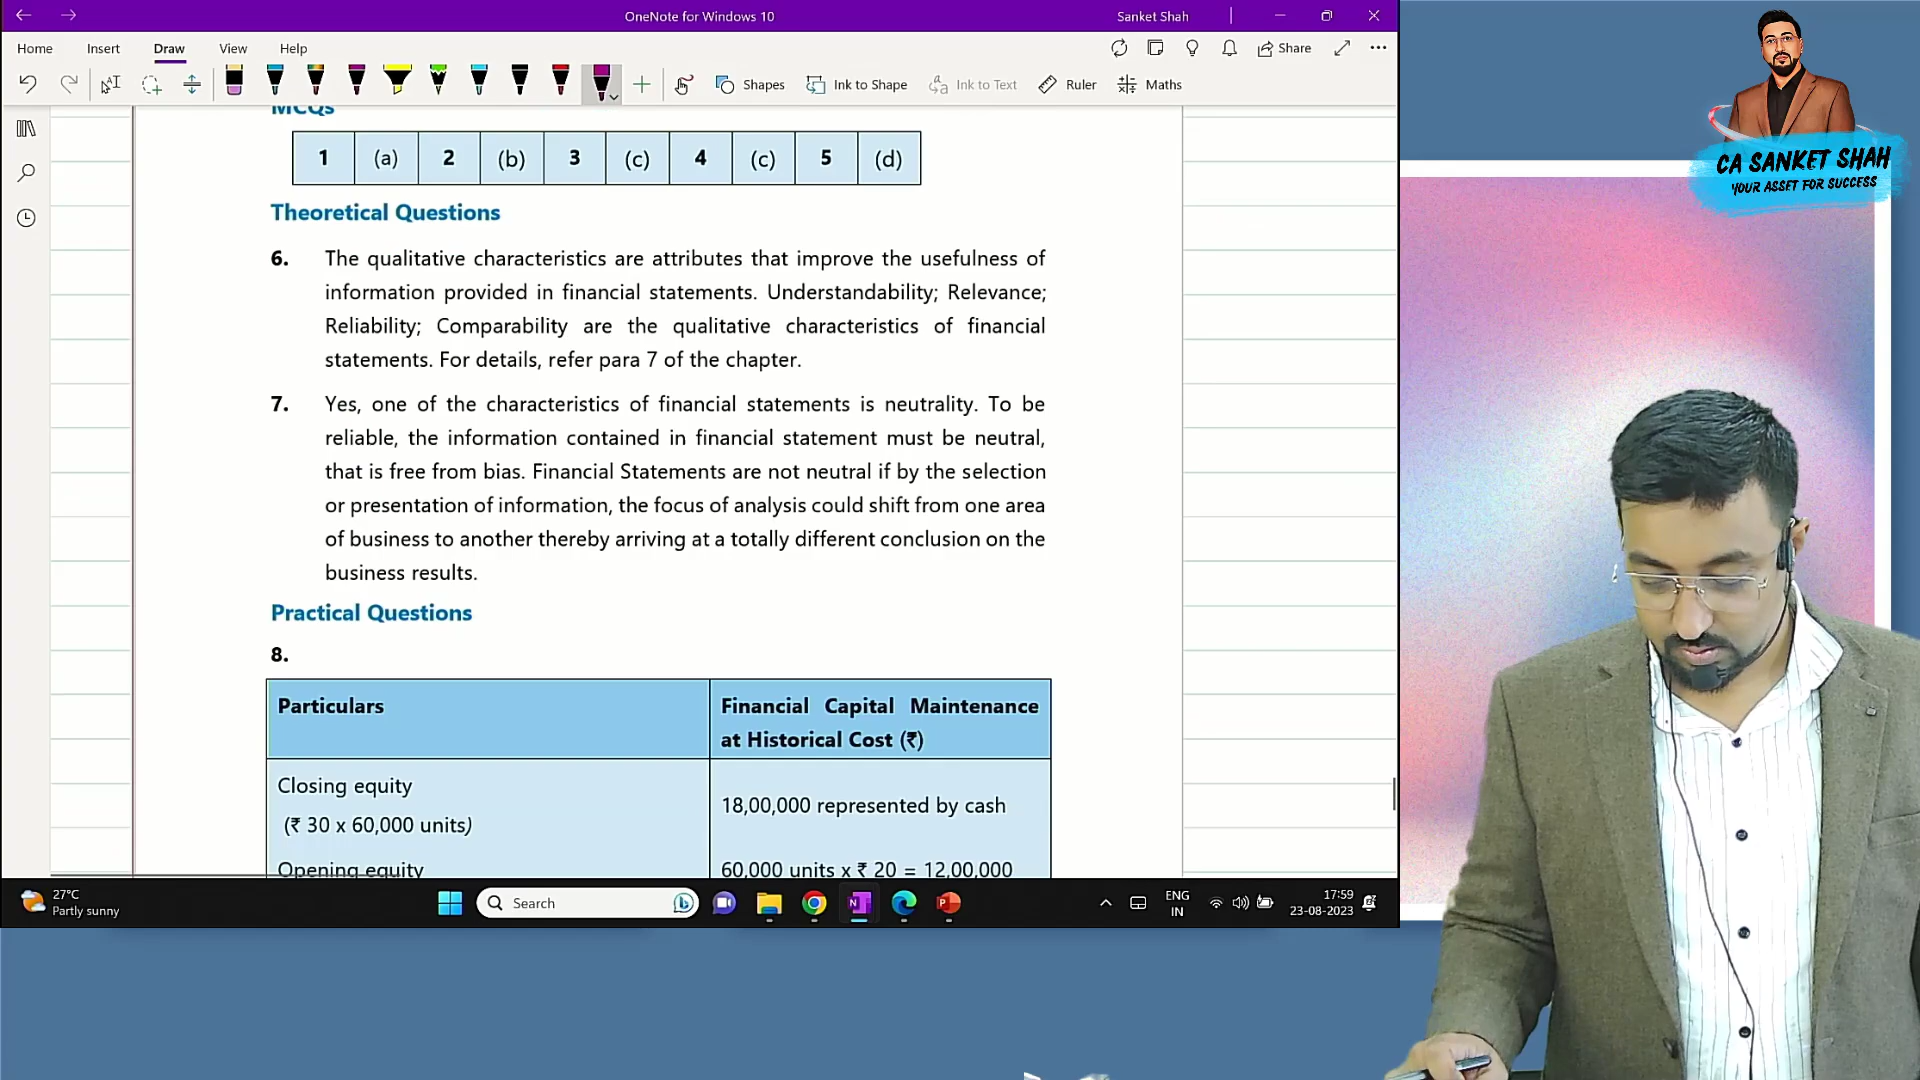 OneNote for Windows 10
Sanket Shah
Home Insert Draw View Help
Share
Shapes Ink to Shape Ink to Text Ruler Maths
MCQs
1 (a) 2 (b) 3 (c) 4 (c) 5 (d)
Theoretical Questions
6. The qualitative characteristics are attributes that improve the usefulness of
information provided in financial statements. Understandability; Relevance;
Reliability; Comparability are the qualitative characteristics of financial
statements. For details, refer para 7 of the chapter.
7. Yes, one of the characteristics of financial statements is neutrality. To be
reliable, the information contained in financial statement must be neutral,
that is free from bias. Financial Statements are not neutral if by the selection
or presentation of information, the focus of analysis could shift from one area
of business to another thereby arriving at a totally different conclusion on the
business results.
Practical Questions
8.
Particulars
Financial Capital Maintenance
at Historical Cost (₹)
Closing equity
(₹ 30 x 60,000 units)
18,00,000 represented by cash
Opening equity
60,000 units x ₹ 20 = 12,00,000
27°C
Partly sunny
Search
ENG
IN
17:59
23-08-2023
CA SANKET SHAH
YOUR ASSET FOR SUCCESS